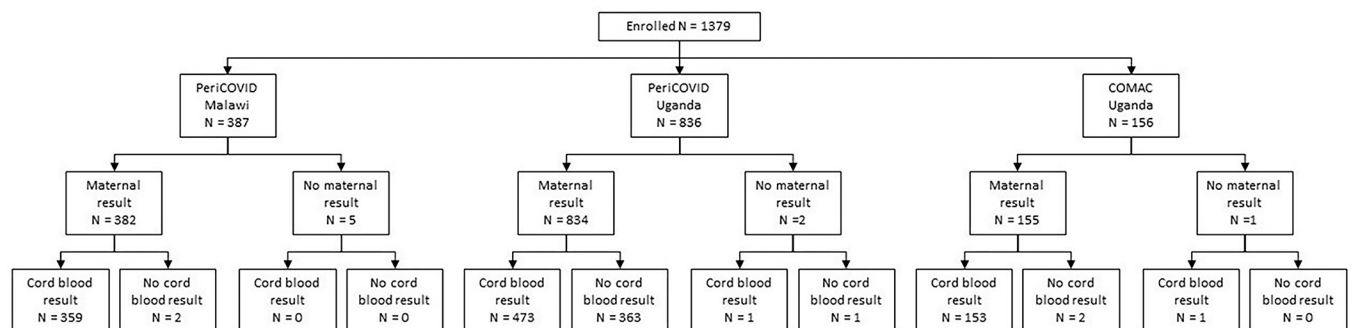 Enrolled N = 1379
PeriCOVID
Malawi
N = 387
PeriCOVID
Uganda
N = 836
COMAC
Uganda
N = 156
Maternal
result
N = 382
No maternal
result
N = 5
Maternal
result
N = 834
No maternal
result
N =2
Maternal
result
N = 155
No maternal
result
N =1
Cord blood
result
N = 359
No cord
blood result
N = 2
Cord blood
result
N = 0
No cord
blood result
N = 0
Cord blood
result
N = 473
No cord
blood result
N = 363
Cord blood
result
N = 1
No cord
blood result
N = 1
Cord blood
result
N = 153
No cord
blood result
N = 2
Cord blood
result
N = 1
No cord
blood result
N = 0